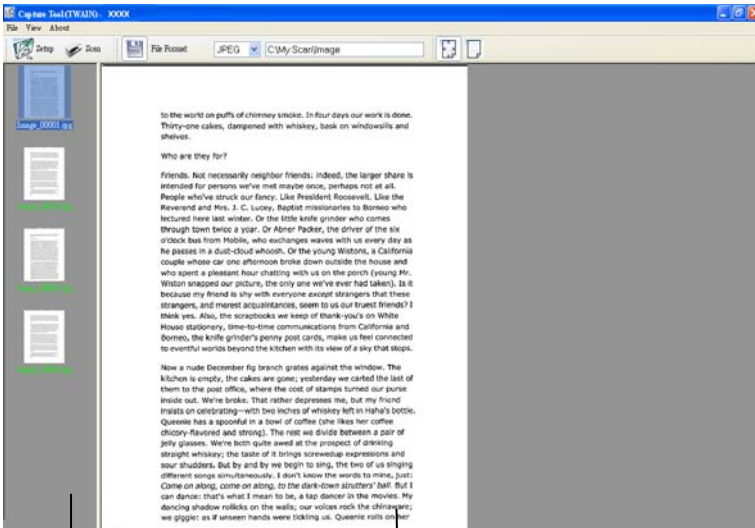 Capture Tool(TWAIN) - XXXX
File View About
Setup Scan File Format JPEG C:\My Scan\Image
Image_00001.jpg
to the world on puffs of chimney smoke. In four days our work is done.
Thirty-one cakes, dampened with whiskey, bask on windowsills and
shelves.
Who are they for?
Friends. Not necessarily neighbor friends: indeed, the larger share is
intended for persons we've met maybe once, perhaps not at all.
People who've struck our fancy. Like President Roosevelt. Like the
Reverend and Mrs. J. C. Lucey, Baptist missionaries to Borneo who
lectured here last winter. Or the little knife grinder who comes
through town twice a year. Or Abner Packer, the driver of the six
o'clock bus from Mobile, who exchanges waves with us every day as
he passes in a dust-cloud whoosh. Or the young Wistons, a California
couple whose car one afternoon broke down outside the house and
who spent a pleasant hour chatting with us on the porch (young Mr.
Wiston snapped our picture, the only one we've ever had taken). Is it
because my friend is shy with everyone except strangers that these
strangers, and merest acquaintances, seem to us our truest friends? I
think yes. Also, the scrapbooks we keep of thank-you's on White
House stationery, time-to-time communications from California and
Borneo, the knife grinder's penny post cards, make us feel connected
to eventful worlds beyond the kitchen with its view of a sky that stops.
Now a nude December fig branch grates against the window. The
kitchen is empty, the cakes are gone; yesterday we carted the last of
them to the post office, where the cost of stamps turned our purse
inside out. We're broke. That rather depresses me, but my friend
insists on celebrating—with two inches of whiskey left in Haha's bottle.
Queenie has a spoonful in a bowl of coffee (she likes her coffee
chicory-flavored and strong). The rest we divide between a pair of
jelly glasses. We're both quite awed at the prospect of drinking
straight whiskey; the taste of it brings screwedup expressions and
sour shudders. But by and by we begin to sing, the two of us singing
different songs simultaneously. I don't know the words to mine, just:
Come on along, come on along, to the dark-town strutters' ball. But I
can dance: that's what I mean to be, a tap dancer in the movies. My
dancing shadow rollicks on the walls; our voices rock the chinaware;
we giggle: as if unseen hands were tickling us. Queenie rolls on her